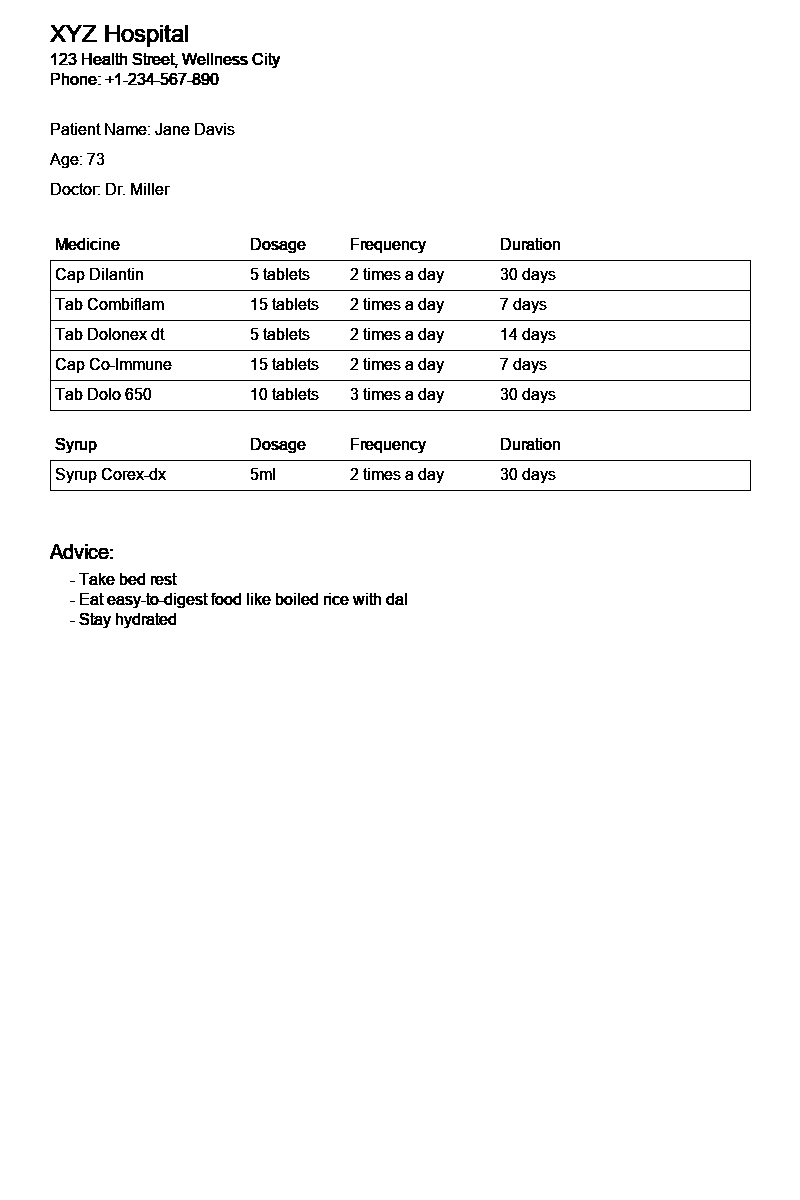 XYZ Hospital
123 Health Street, Wellness City
Phone: +1-234-567-890
Patient Name: Jane Davis
Age: 73
Doctor: Dr. Miller
Medicine Dosage Frequency Duration
Cap Dilantin 5 tablets 2 times a day 30 days
Tab Combiflam 15 tablets 2 times a day 7 days
Tab Dolonex dt 5 tablets 2 times a day 14 days
Cap Co-Immune 15 tablets 2 times a day 7 days
Tab Dolo 650 10 tablets 3 times a day 30 days
Syrup Dosage Frequency Duration
Syrup Corex-dx 5ml 2 times a day 30 days
Advice:
- Take bed rest
- Eat easy-to-digest food like boiled rice with dal
- Stay hydrated